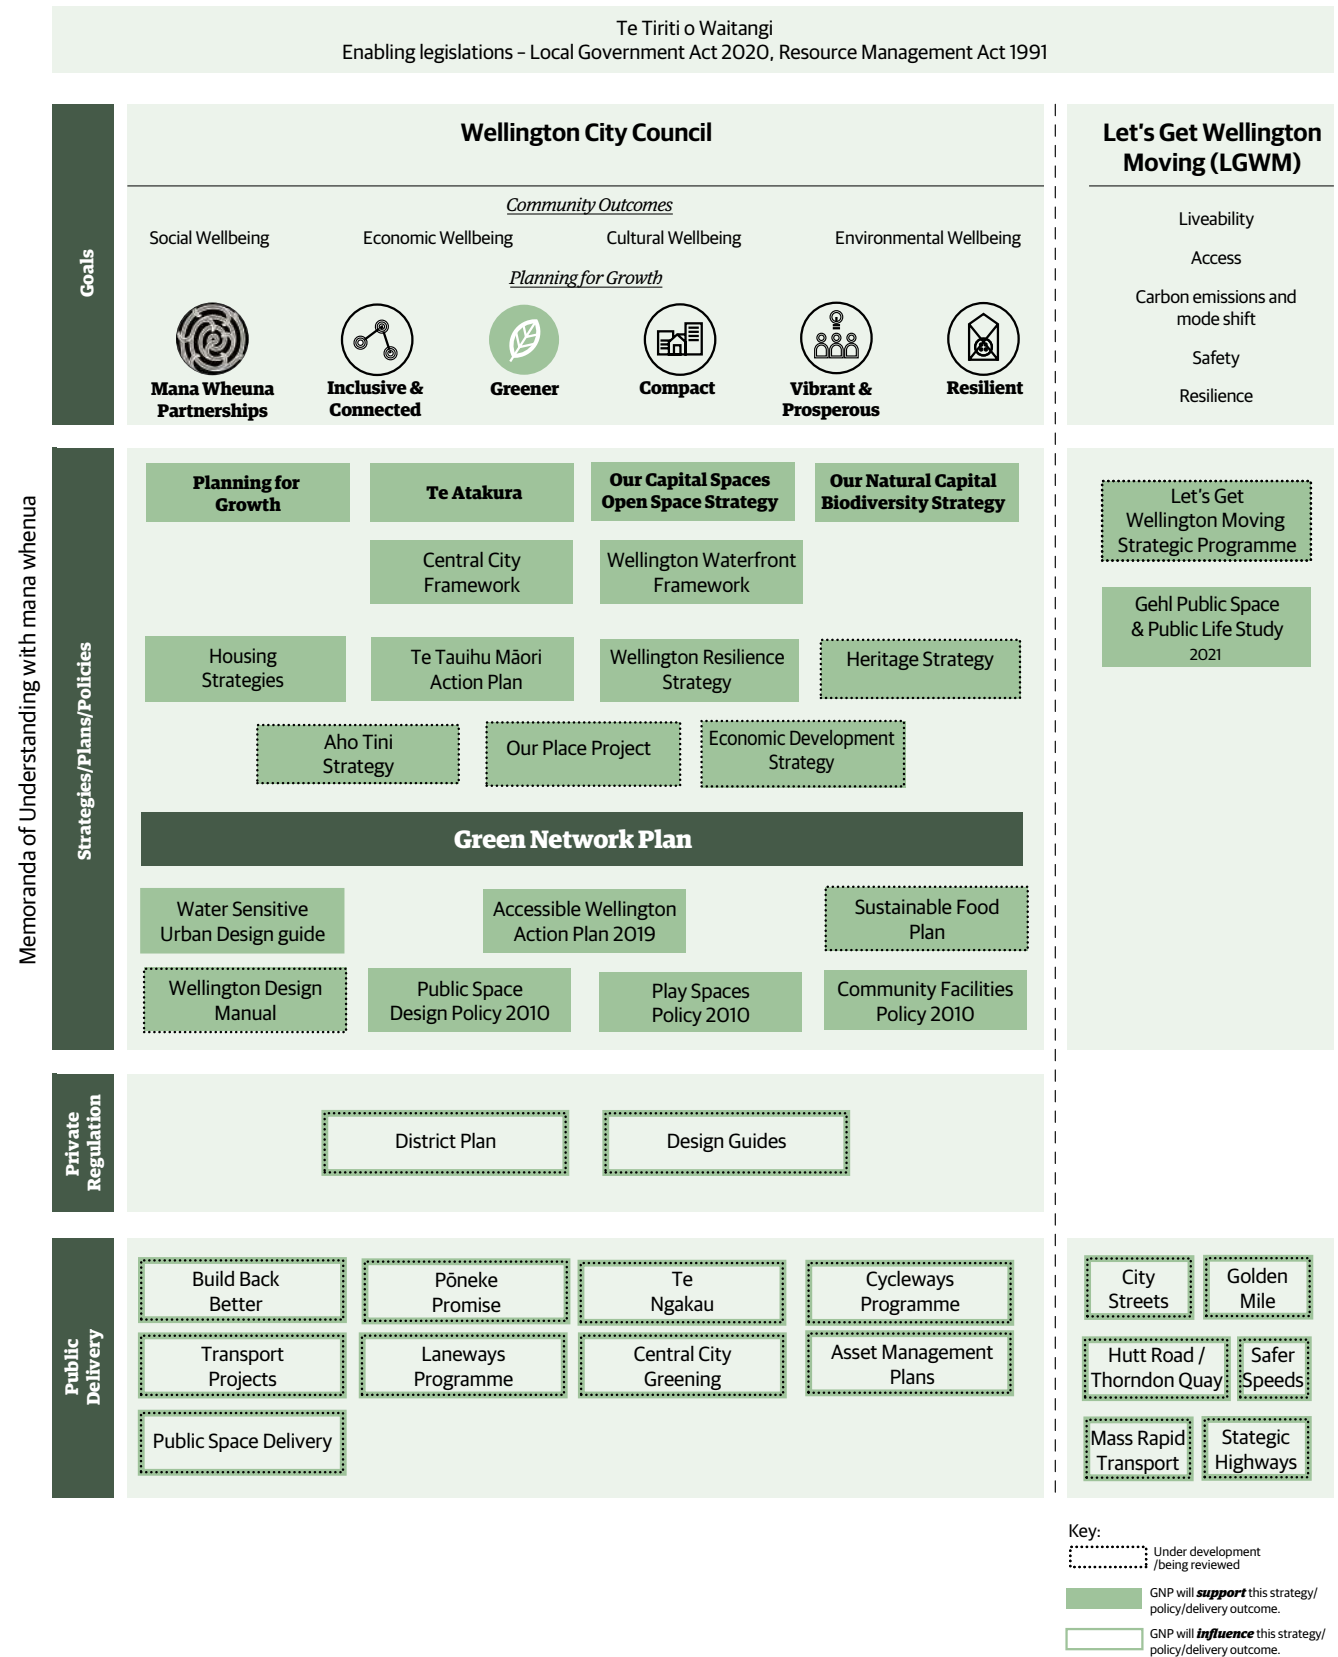 Te Tiriti o Waitangi
Enabling legislations – Local Government Act 2020, Resource Management Act 1991
Memoranda of Understanding with mana whenua
Goals
Wellington City Council
Community Outcomes
Social Wellbeing
Economic Wellbeing
Cultural Wellbeing
Environmental Wellbeing
Planning for Growth
Mana Wheuna
Partnerships
Inclusive &
Connected
Greener
Compact
Vibrant &
Prosperous
Resilient
Let's Get Wellington
Moving (LGWM)
Liveability
Access
Carbon emissions and
mode shift
Safety
Resilience
Strategies/Plans/Policies
Planning for
Growth
Te Atakura
Our Capital Spaces
Open Space Strategy
Our Natural Capital
Biodiversity Strategy
Central City
Framework
Wellington Waterfront
Framework
Housing
Strategies
Te Tauihu Māori
Action Plan
Wellington Resilience
Strategy
Heritage Strategy
Aho Tini
Strategy
Our Place Project
Economic Development
Strategy
Green Network Plan
Water Sensitive
Urban Design guide
Accessible Wellington
Action Plan 2019
Sustainable Food
Plan
Wellington Design
Manual
Public Space
Design Policy 2010
Play Spaces
Policy 2010
Community Facilities
Policy 2010
Let's Get
Wellington Moving
Strategic Programme
Gehl Public Space
& Public Life Study
2021
Private
Regulation
District Plan
Design Guides
Public
Delivery
Build Back
Better
Pōneke
Promise
Te
Ngakau
Cycleways
Programme
Transport
Projects
Laneways
Programme
Central City
Greening
Asset Management
Plans
Public Space Delivery
City
Streets
Golden
Mile
Hutt Road /
Thorndon Quay
Safer
Speeds
Mass Rapid
Transport
Stategic
Highways
Key:
Under development
/being reviewed
GNP will support this strategy/
policy/delivery outcome.
GNP will influence this strategy/
policy/delivery outcome.